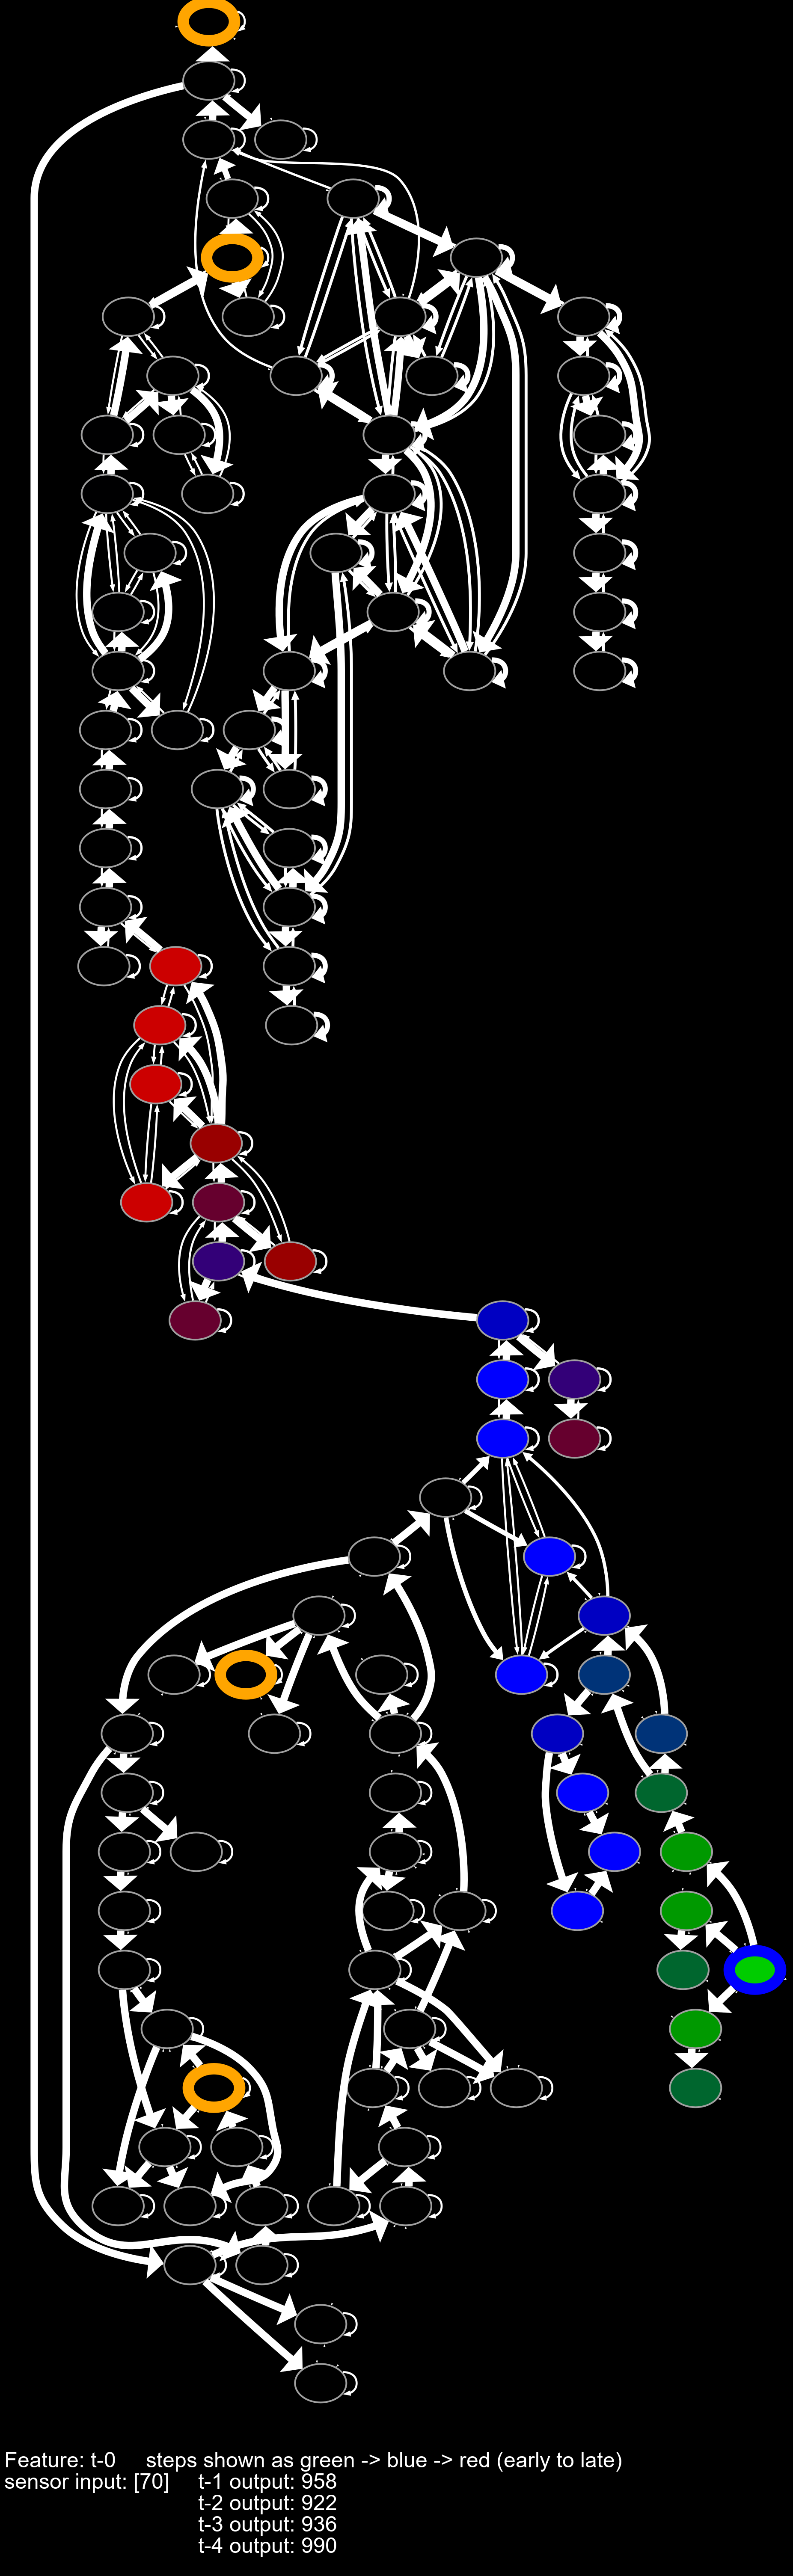 Feature: t-0 steps shown as green -> blue -> red (early to late)
sensor input: [70] t-1 output: 958
t-2 output: 922
t-3 output: 936
t-4 output: 990